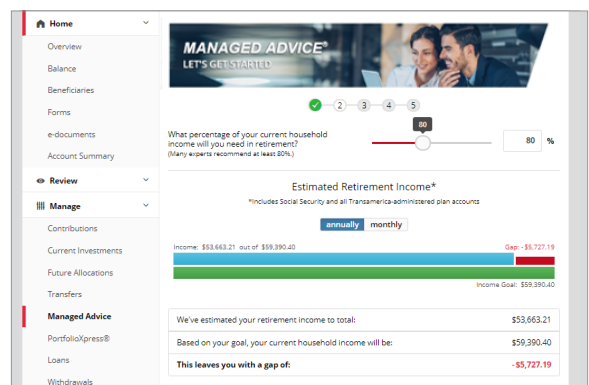 Home
Overview
Balance
Beneficiaries
Forms
e-documents
Account Summary
Review
Manage
Contributions
Current Investments
Future Allocations
Transfers
Managed Advice
PortfolioXpress®
Loans
Withdrawals
MANAGED ADVICE®
LET'S GET STARTED
2 3 4 5
80
What percentage of your current household
income will you need in retirement?
(Many experts recommend at least 80%.)
80 %
Estimated Retirement Income*
*Includes Social Security and all Transamerica-administered plan accounts
annually monthly
Income: $53,663.21 out of $59,390.40 Gap: -$5,727.19
Income Goal: $59,390.40
We've estimated your retirement income to total: $53,663.21
Based on your goal, your current household income will be: $59,390.40
This leaves you with a gap of: -$5,727.19